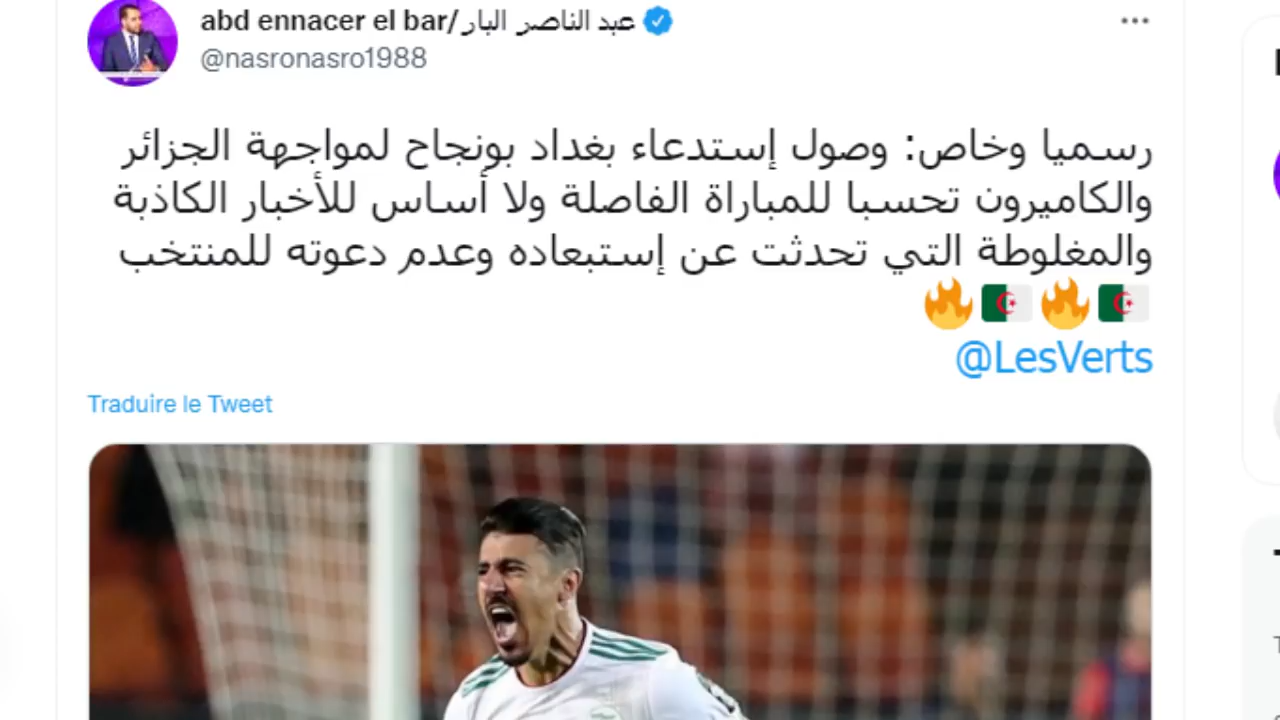 abd ennacer el bar/عبد الناصر البار
@nasronasro1988
رسميا وخاص: وصول إستدعاء بغداد بونجاح لمواجهة الجزائر
والكاميرون تحسبا للمباراة الفاصلة ولا أساس للأخبار الكاذبة
والمغلوطة التي تحدثت عن إستبعاده وعدم دعوته للمنتخب
🔥🇩🇿🔥🇩🇿
@LesVerts
Traduire le Tweet